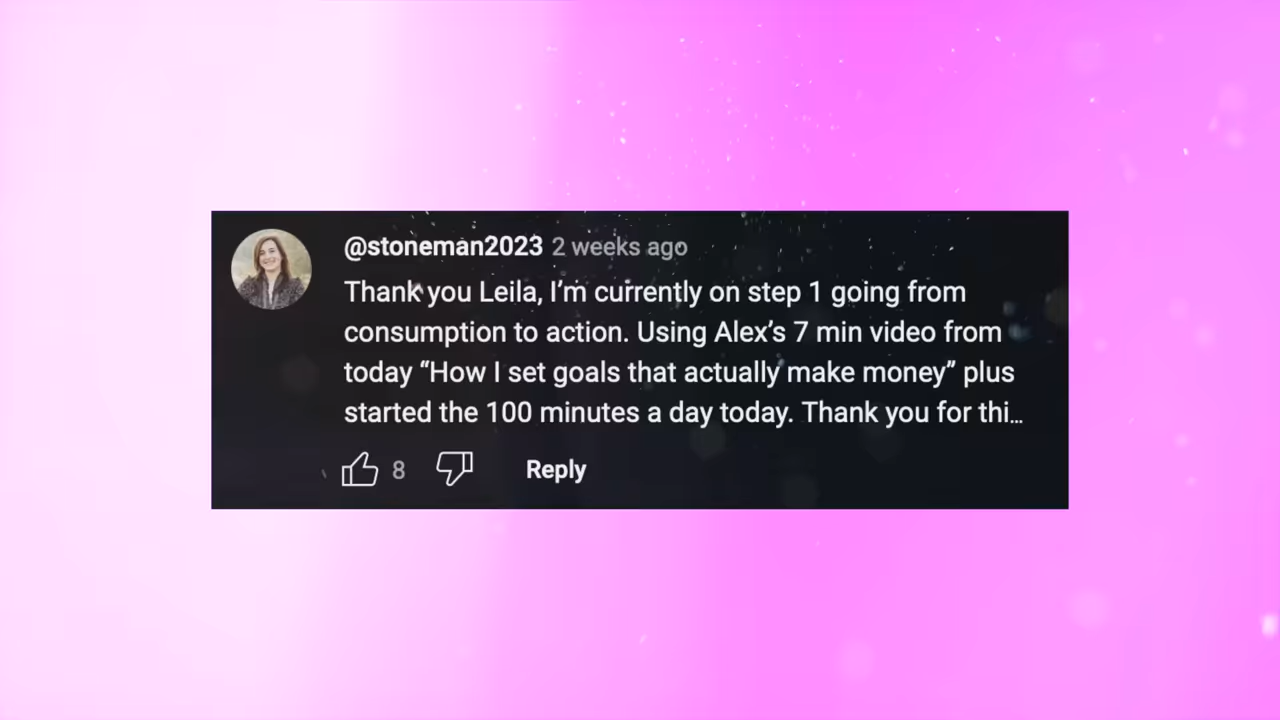 @stoneman2023 2 weeks ago
Thank you Leila, I’m currently on step 1 going from
consumption to action. Using Alex’s 7 min video from
today “How I set goals that actually make money” plus
started the 100 minutes a day today. Thank you for thi…
8 Reply